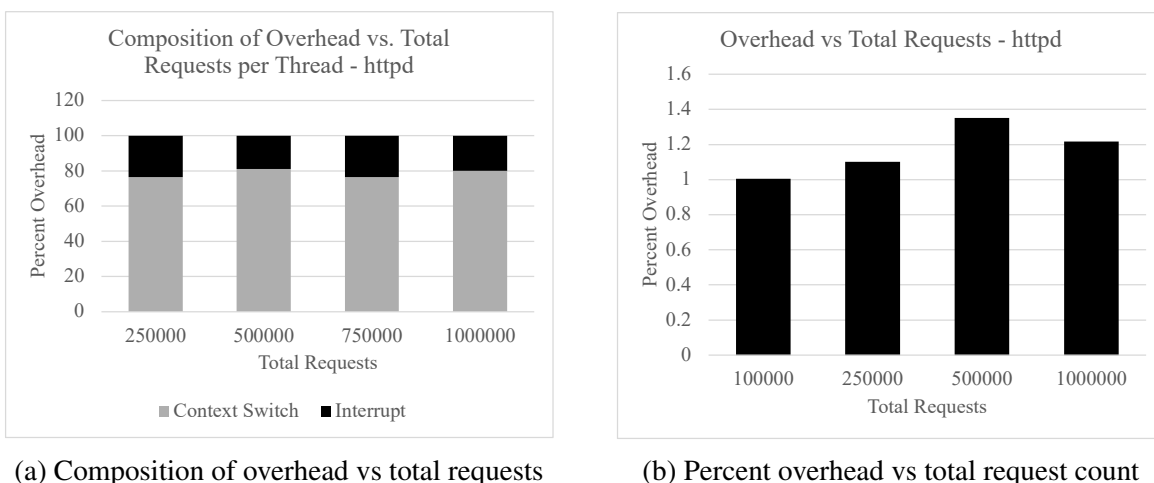 Composition of Overhead vs. Total
Requests per Thread - httpd
Percent Overhead
120
100
80
60
40
20
0
250000 500000 750000 1000000
Total Requests
Context Switch Interrupt
(a) Composition of overhead vs total requests
Overhead vs Total Requests - httpd
Percent Overhead
1.6
1.4
1.2
1
0.8
0.6
0.4
0.2
0
100000 250000 500000 1000000
Total Requests
(b) Percent overhead vs total request count